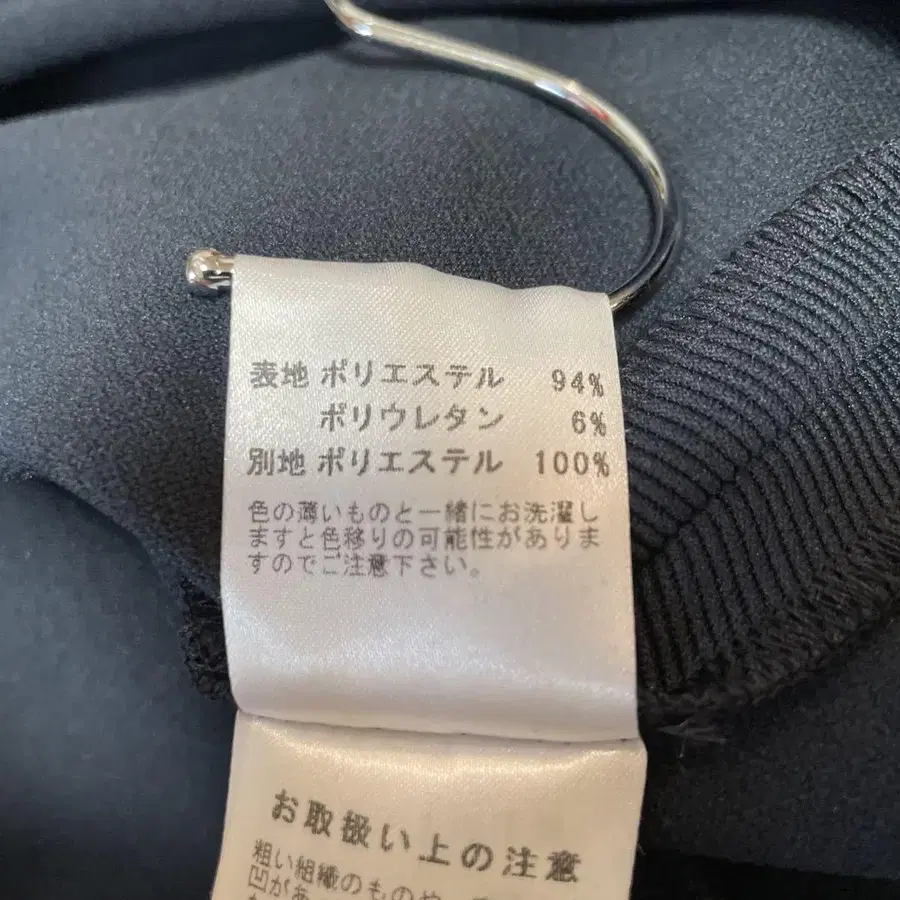 表地 ポリエステル 94%
ポリウレタン 6%
別地 ポリエステル 100%
色の薄いものと一緒にお洗濯し
ますと色移りの可能性がありま
すのでご注意下さい。
お取扱い上の注意
粗い組織のものや
凹があ